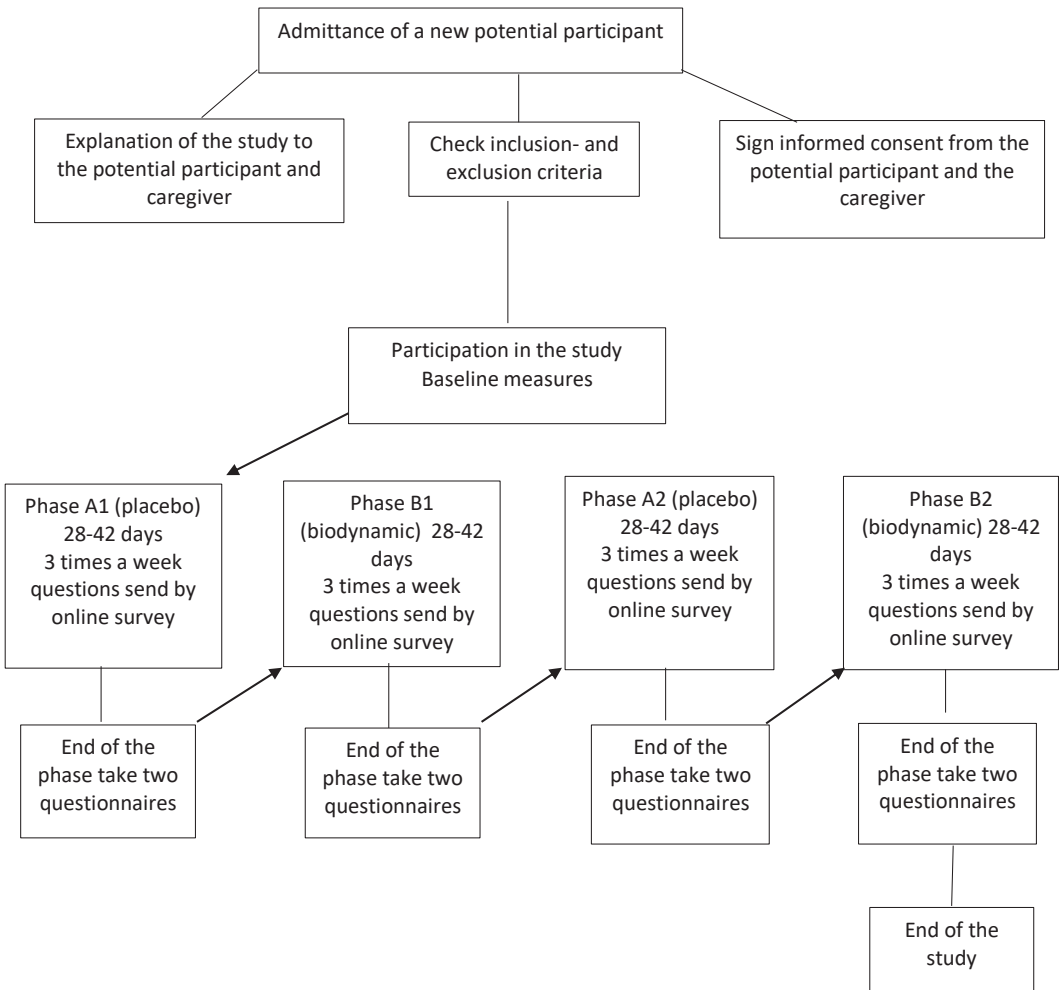 Admittance of a new potential participant
Explanation of the study to
the potential participant and
caregiver
Check inclusion- and
exclusion criteria
Sign informed consent from the
potential participant and the
caregiver
Participation in the study
Baseline measures
Phase A1 (placebo)
28-42 days
3 times a week
questions send by
online survey
Phase B1
(biodynamic) 28-42
days
3 times a week
questions send by
online survey
Phase A2 (placebo)
28-42 days
3 times a week
questions send by
online survey
Phase B2
(biodynamic) 28-42
days
3 times a week
questions send by
online survey
End of the
phase take two
questionnaires
End of the
phase take two
questionnaires
End of the
phase take two
questionnaires
End of the
phase take two
questionnaires
End of the
study